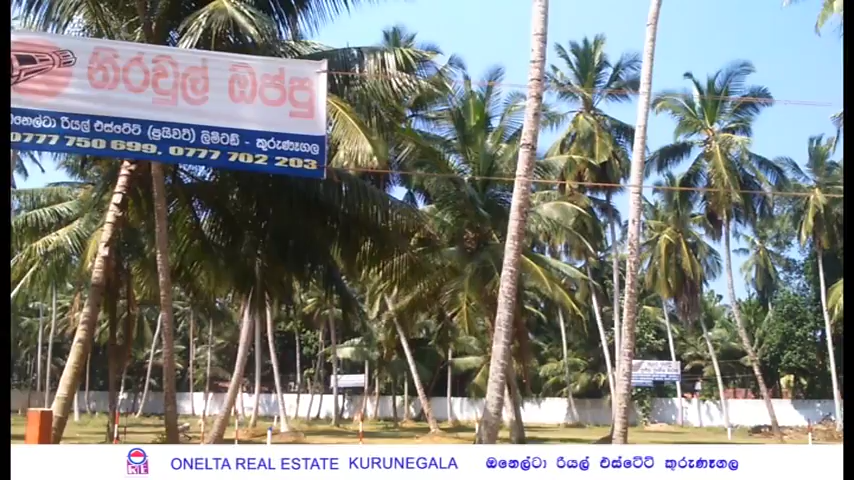 හිරවුල් ඔප්පු
ඔනෙල්ටා රියල් එස්ටේට් (ප්‍රයිවට්) ලිමිටඩ් - කුරුණෑගල
0777 750 699, 0777 702 203
ONELTA REAL ESTATE KURUNEGALA ඔනෙල්ටා රියල් එස්ටේට් කුරුණෑගල